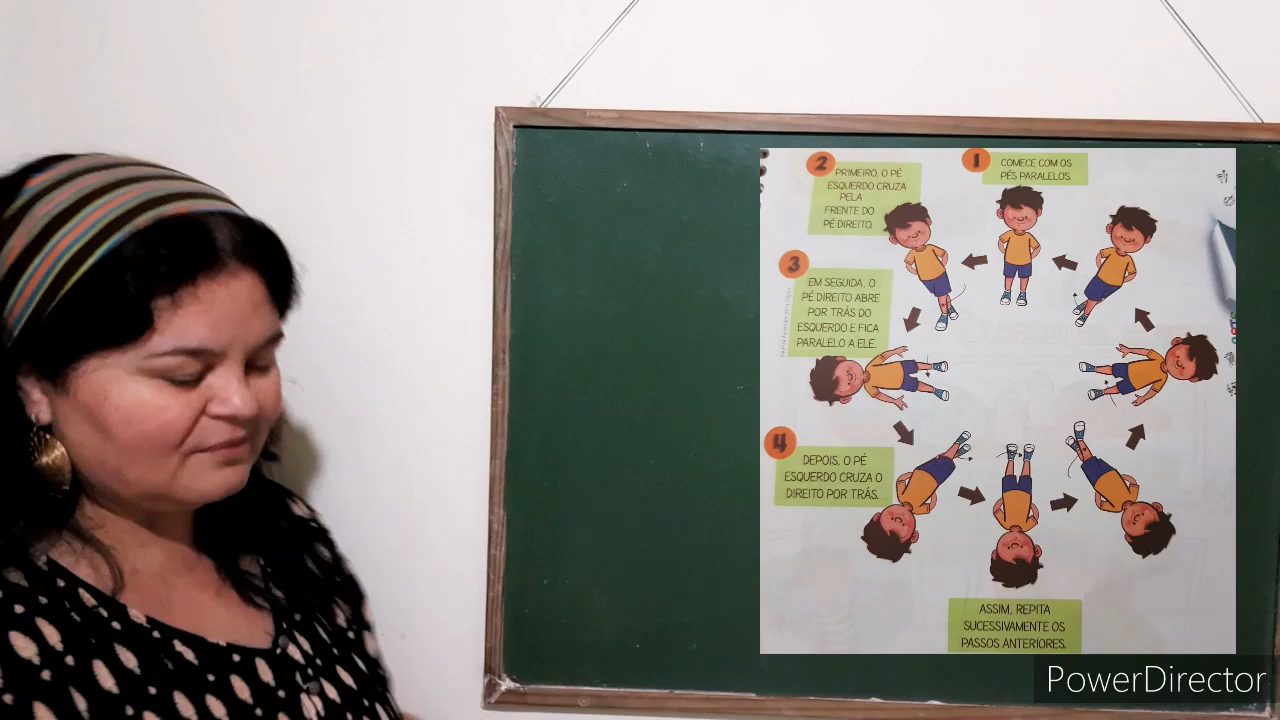 1
COMECE COM OS
PÉS PARALELOS.
2
PRIMEIRO, O PÉ
ESQUERDO CRUZA
PELA
FRENTE DO
PÉ DIREITO.
3
EM SEGUIDA, O
PÉ DIREITO ABRE
POR TRÁS DO
ESQUERDO E FICA
PARALELO A ELE.
4
DEPOIS, O PÉ
ESQUERDO CRUZA O
DIREITO POR TRÁS.
ASSIM, REPITA
SUCESSIVAMENTE OS
PASSOS ANTERIORES.
PowerDirector